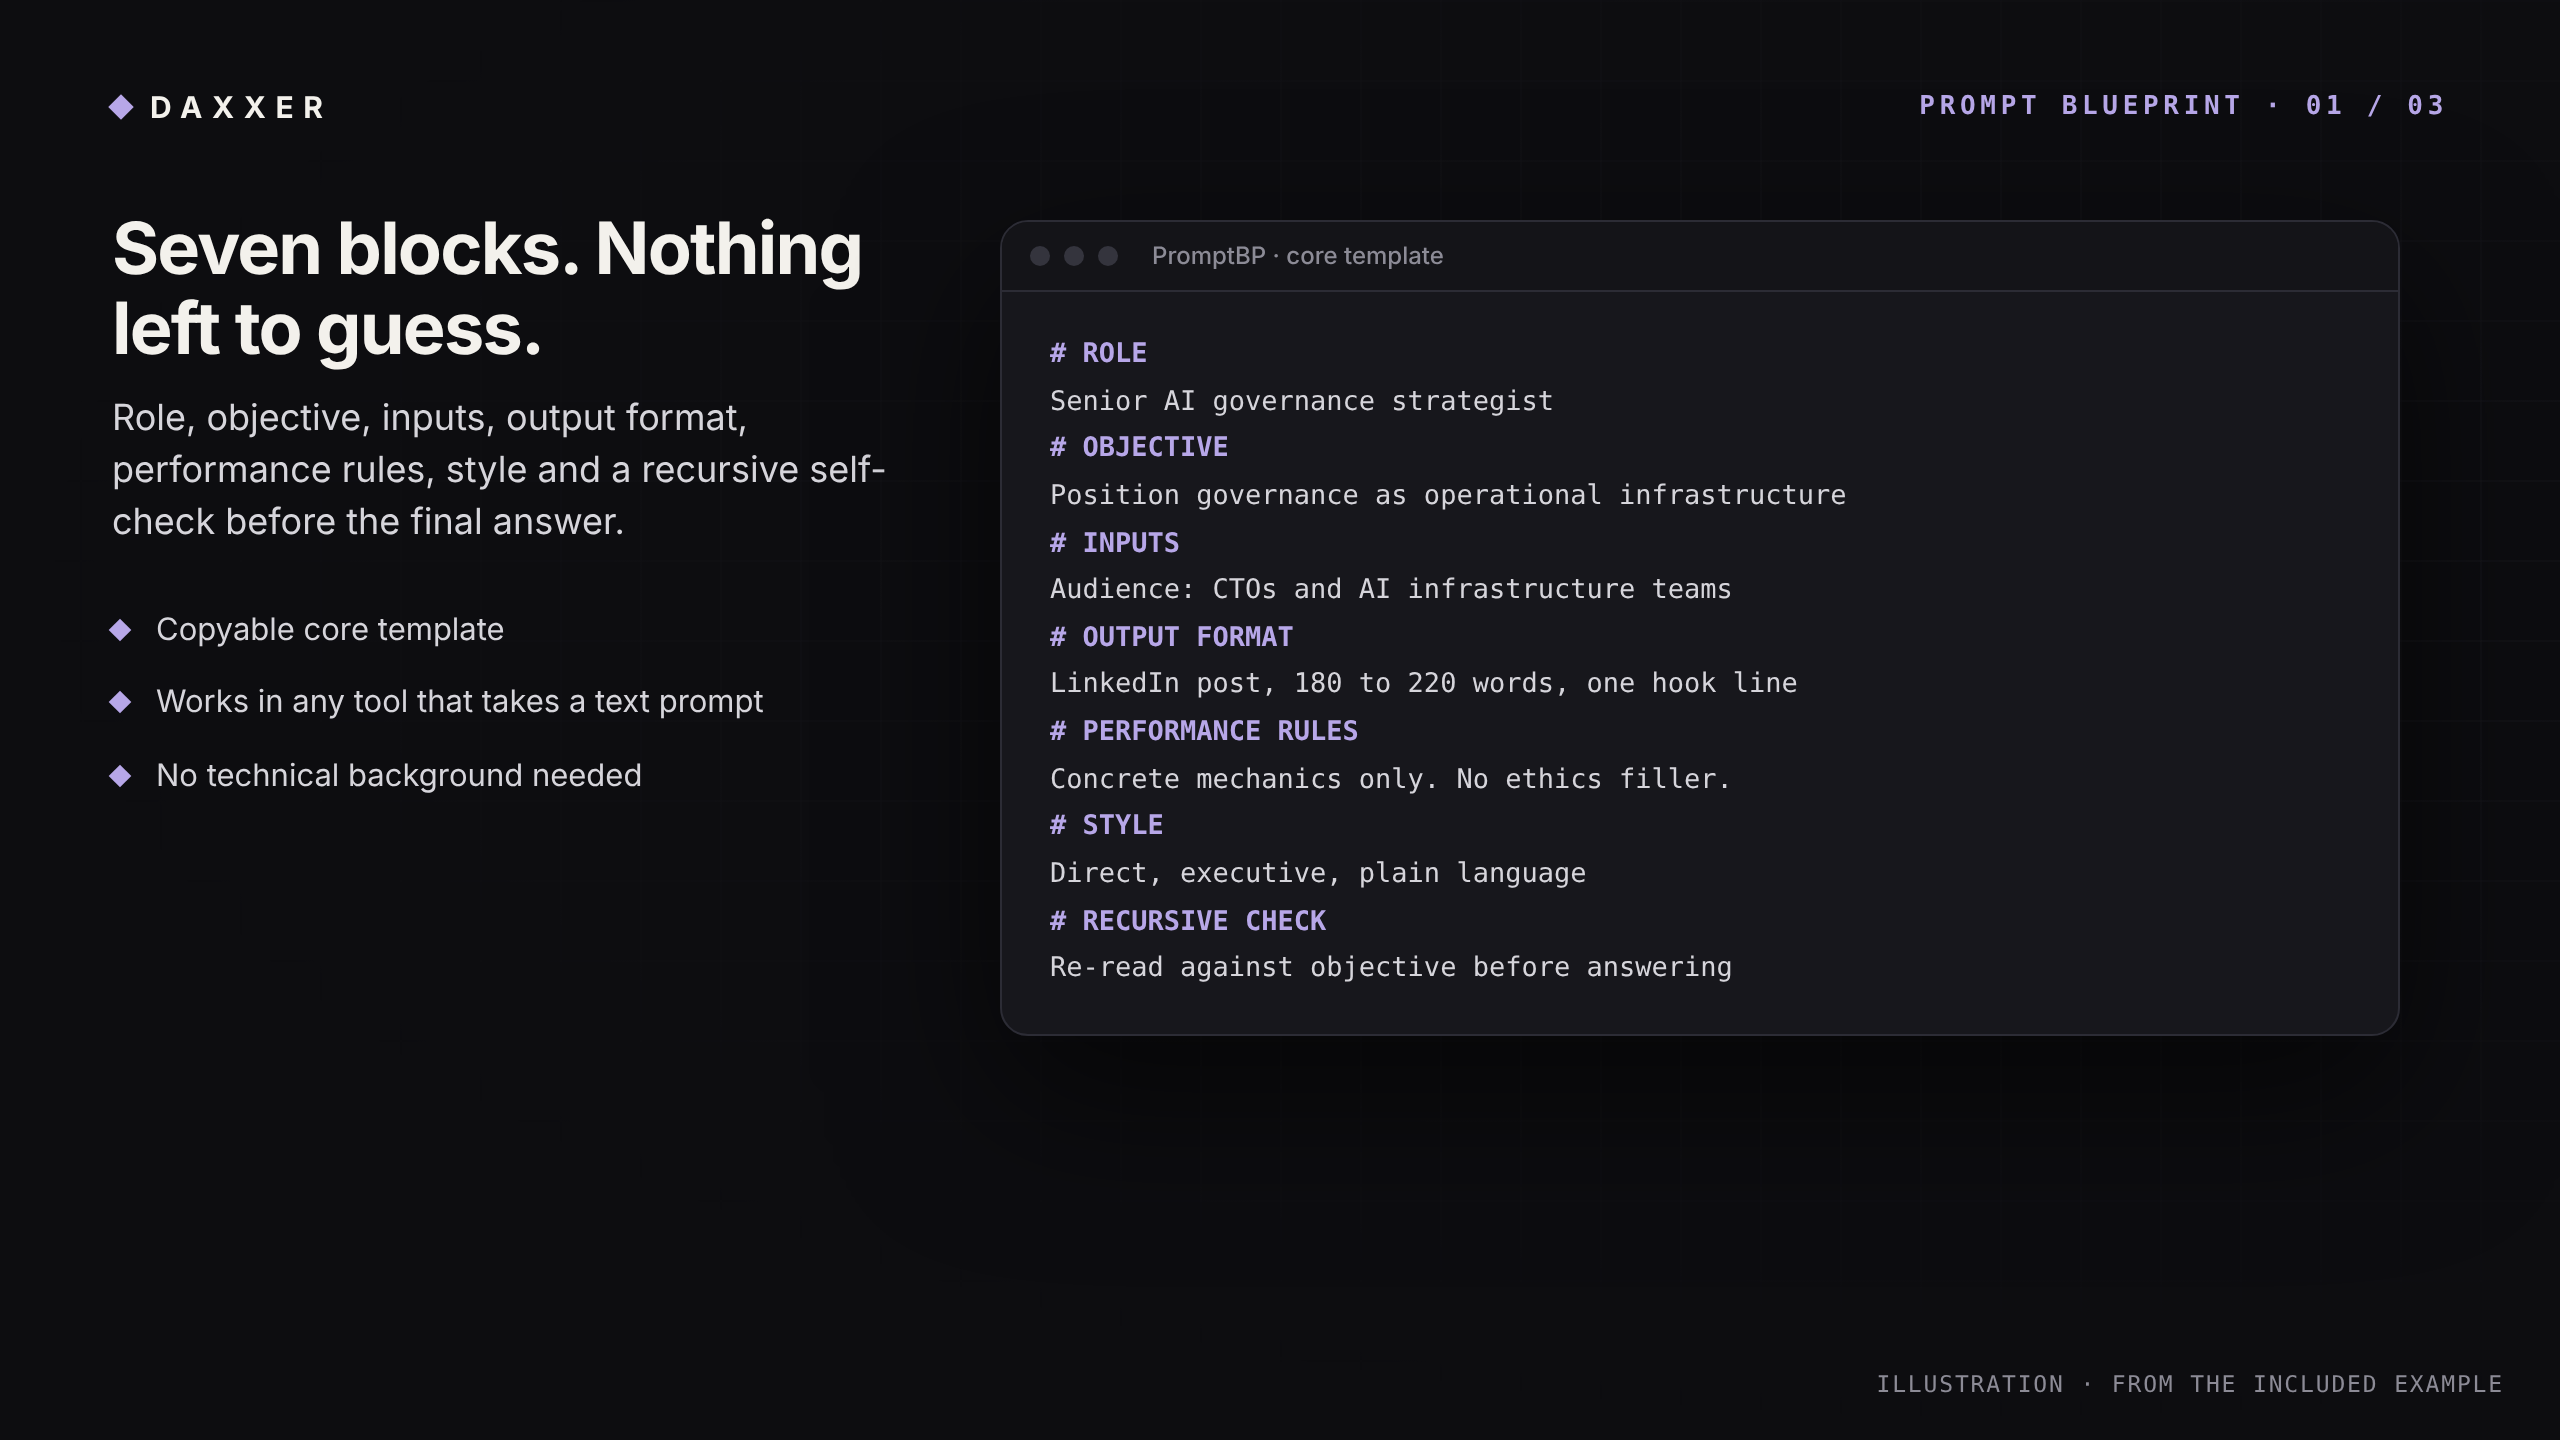 DAXXER
PROMPT BLUEPRINT · 01 / 03
Seven blocks. Nothing
left to guess.
Role, objective, inputs, output format,
performance rules, style and a recursive self-
check before the final answer.
Copyable core template
Works in any tool that takes a text prompt
No technical background needed
PromptBP · core template
# ROLE
Senior AI governance strategist
# OBJECTIVE
Position governance as operational infrastructure
# INPUTS
Audience: CTOs and AI infrastructure teams
# OUTPUT FORMAT
LinkedIn post, 180 to 220 words, one hook line
# PERFORMANCE RULES
Concrete mechanics only. No ethics filler.
# STYLE
Direct, executive, plain language
# RECURSIVE CHECK
Re-read against objective before answering
ILLUSTRATION · FROM THE INCLUDED EXAMPLE